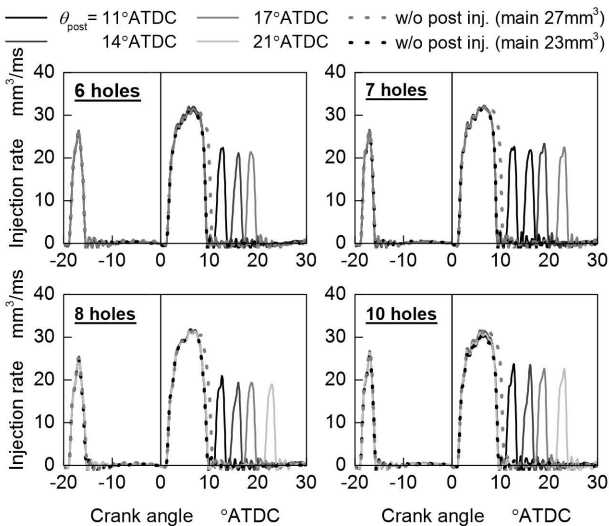 θpost = 11°ATDC 17°ATDC w/o post inj. (main 27mm³)
14°ATDC 21°ATDC w/o post inj. (main 23mm³)
Injection rate mm³/ms
40
30
20
10
0
6 holes
-20 -10 0 10 20 30
40
30
20
10
0
7 holes
-20 -10 0 10 20 30
Injection rate mm³/ms
40
30
20
10
0
8 holes
-20 -10 0 10 20 30
Crank angle °ATDC
40
30
20
10
0
10 holes
-20 -10 0 10 20 30
Crank angle °ATDC